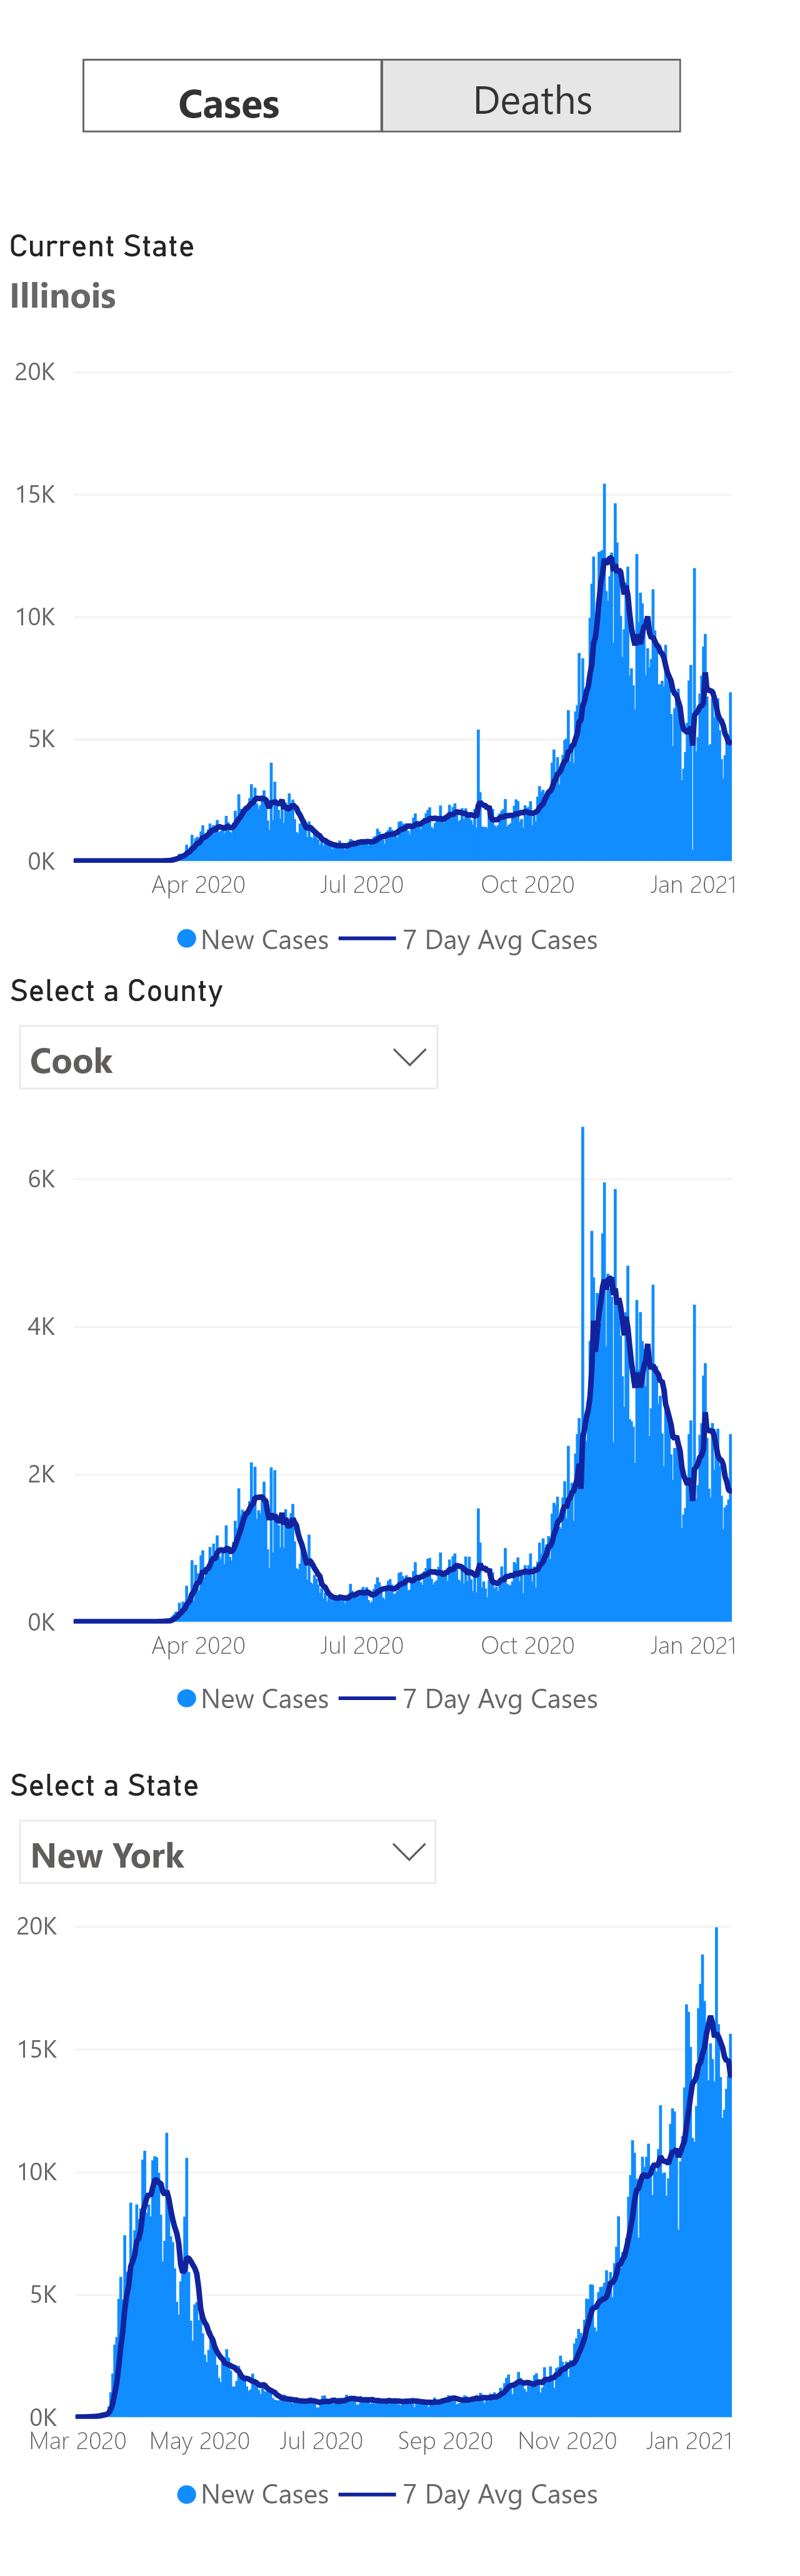 Cases Deaths
Current State
Illinois
20K
15K
10K
5K
0K
Apr 2020 Jul 2020 Oct 2020 Jan 2021
New Cases 7 Day Avg Cases
Select a County
Cook
6K
4K
2K
0K
Apr 2020 Jul 2020 Oct 2020 Jan 2021
New Cases 7 Day Avg Cases
Select a State
New York
20K
15K
10K
5K
0K
Mar 2020 May 2020 Jul 2020 Sep 2020 Nov 2020 Jan 2021
New Cases 7 Day Avg Cases